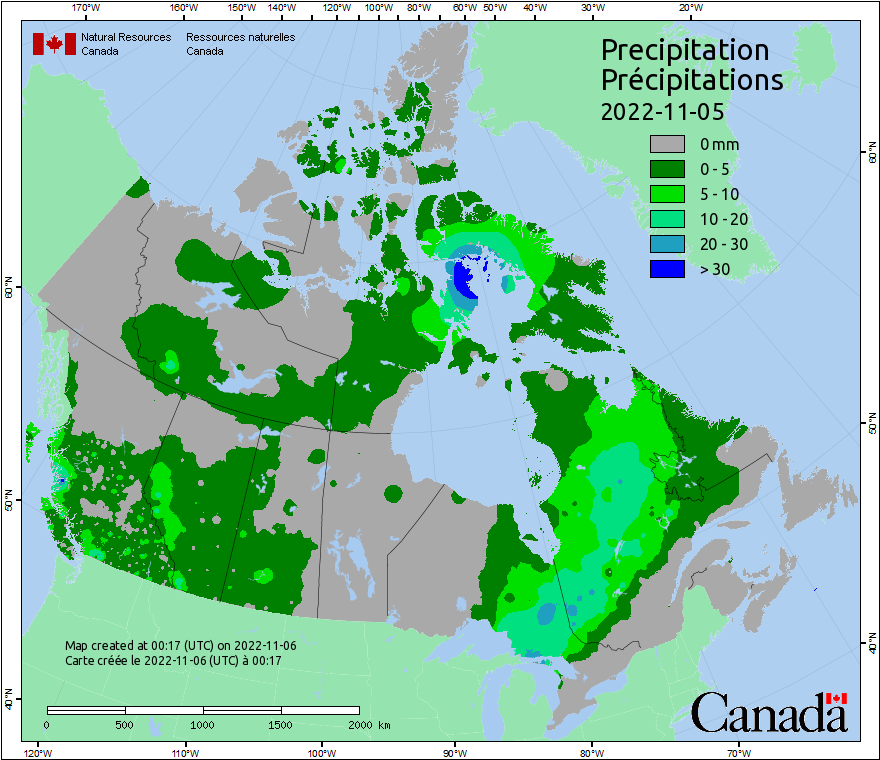 170°W 160°W 150°W 140°W 130°W 120°W 110°W 100°W 90°W 80°W 60°W 50°W 40°W 30°W 20°W
Natural Resources Canada
Ressources naturelles Canada
Precipitation
Précipitations
2022-11-05
0 mm
0 - 5
5 - 10
10 - 20
20 - 30
> 30
60°N
60°N
50°N
50°N
40°N
40°N
Map created at 00:17 (UTC) on 2022-11-06
Carte créée le 2022-11-06 (UTC) à 00:17
0 500 1000 1500 2000 km
Canada
120°W 110°W 100°W 90°W 80°W 70°W